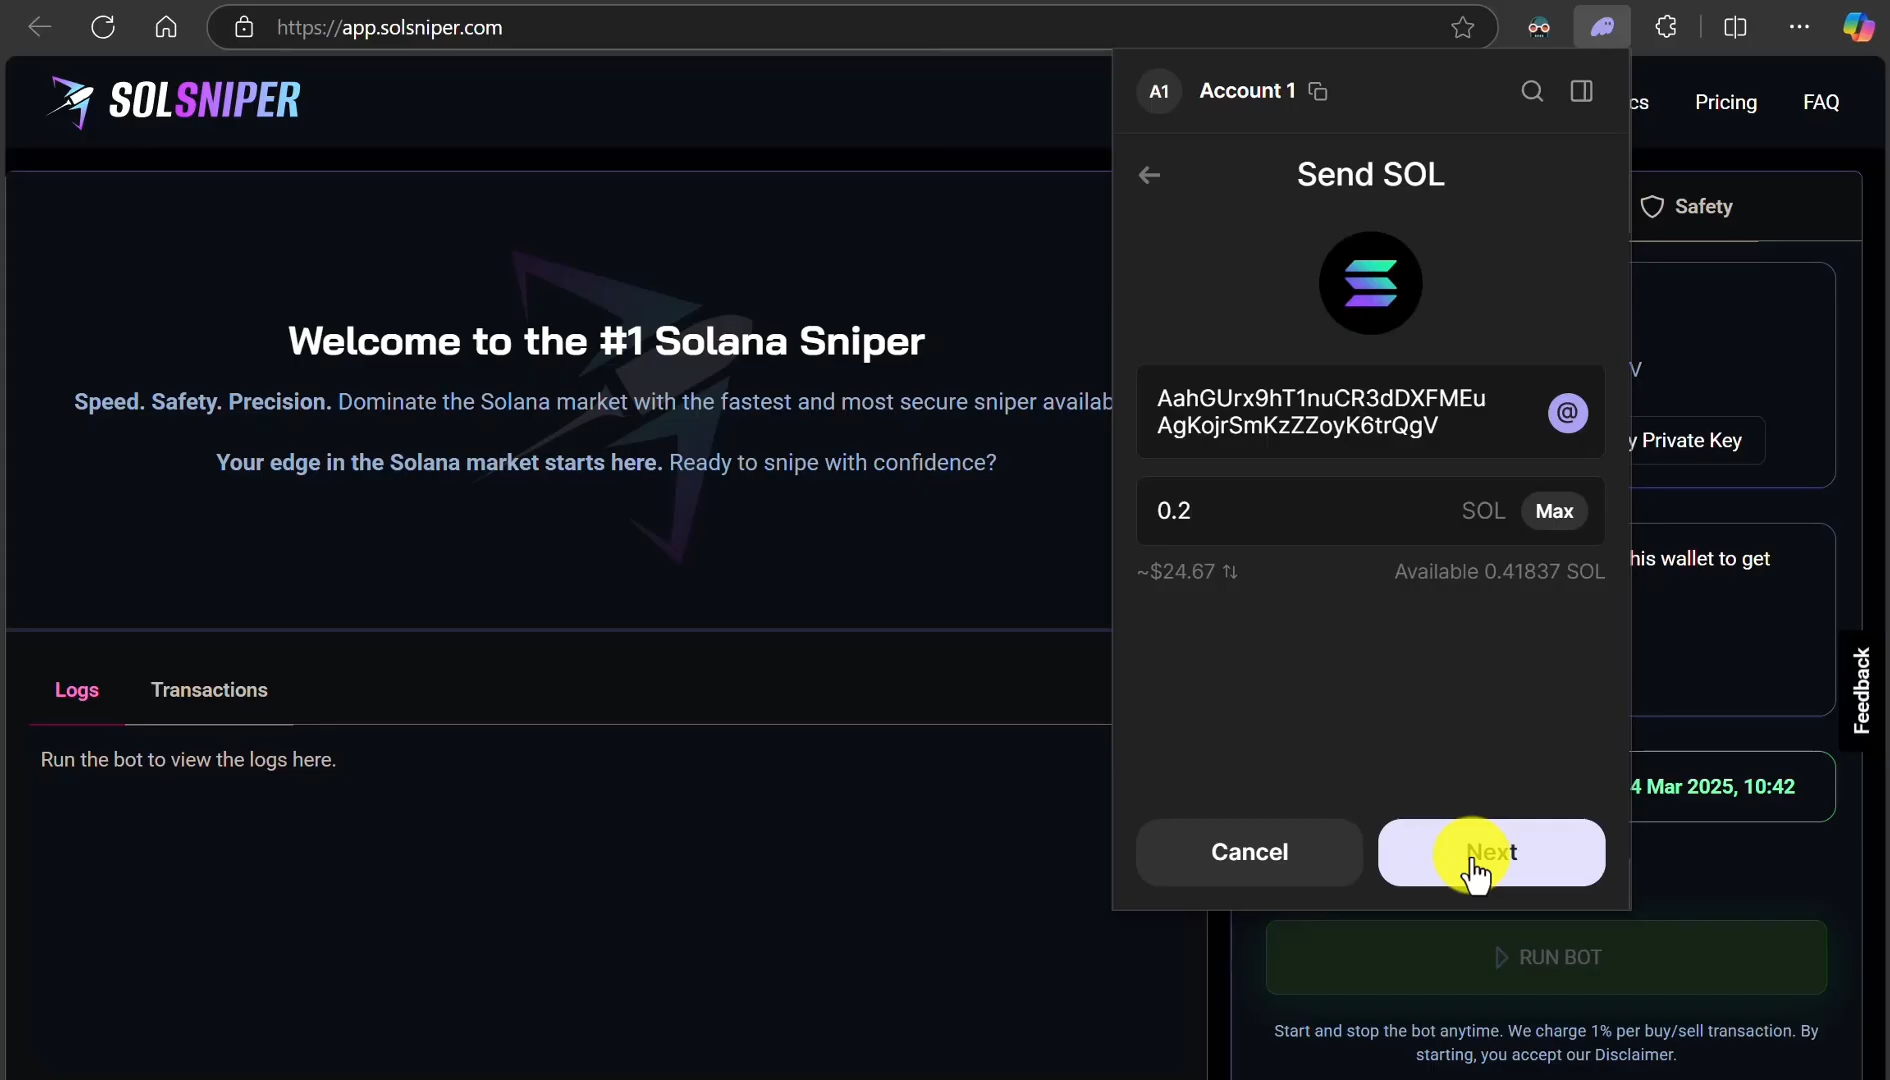 https://app.solsniper.com
SOLSNIPER
Pricing
FAQ
A1
Account 1
Send SOL
Safety
Welcome to the #1 Solana Sniper
Speed. Safety. Precision. Dominate the Solana market with the fastest and most secure sniper availab
Your edge in the Solana market starts here. Ready to snipe with confidence?
AahGUrx9hT1nuCR3dDXFMEu
AgKojrSmKzZZoyK6trQgV
@
V
y Private Key
0.2
SOL
Max
~$24.67
Available 0.41837 SOL
his wallet to get
Feedback
Logs
Transactions
Run the bot to view the logs here.
4 Mar 2025, 10:42
Cancel
Next
RUN BOT
Start and stop the bot anytime. We charge 1% per buy/sell transaction. By
starting, you accept our Disclaimer.